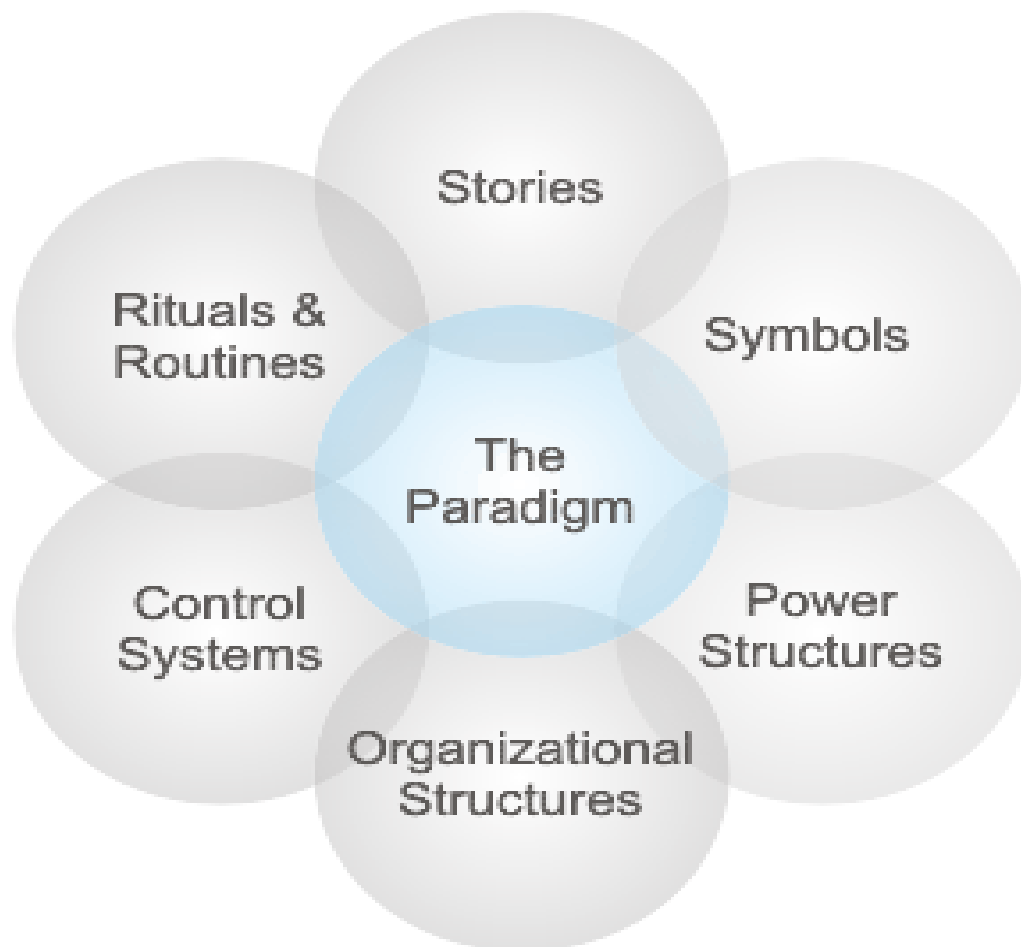 Stories
Rituals &
Routines
Symbols
The
Paradigm
Control
Systems
Power
Structures
Organizational
Structures